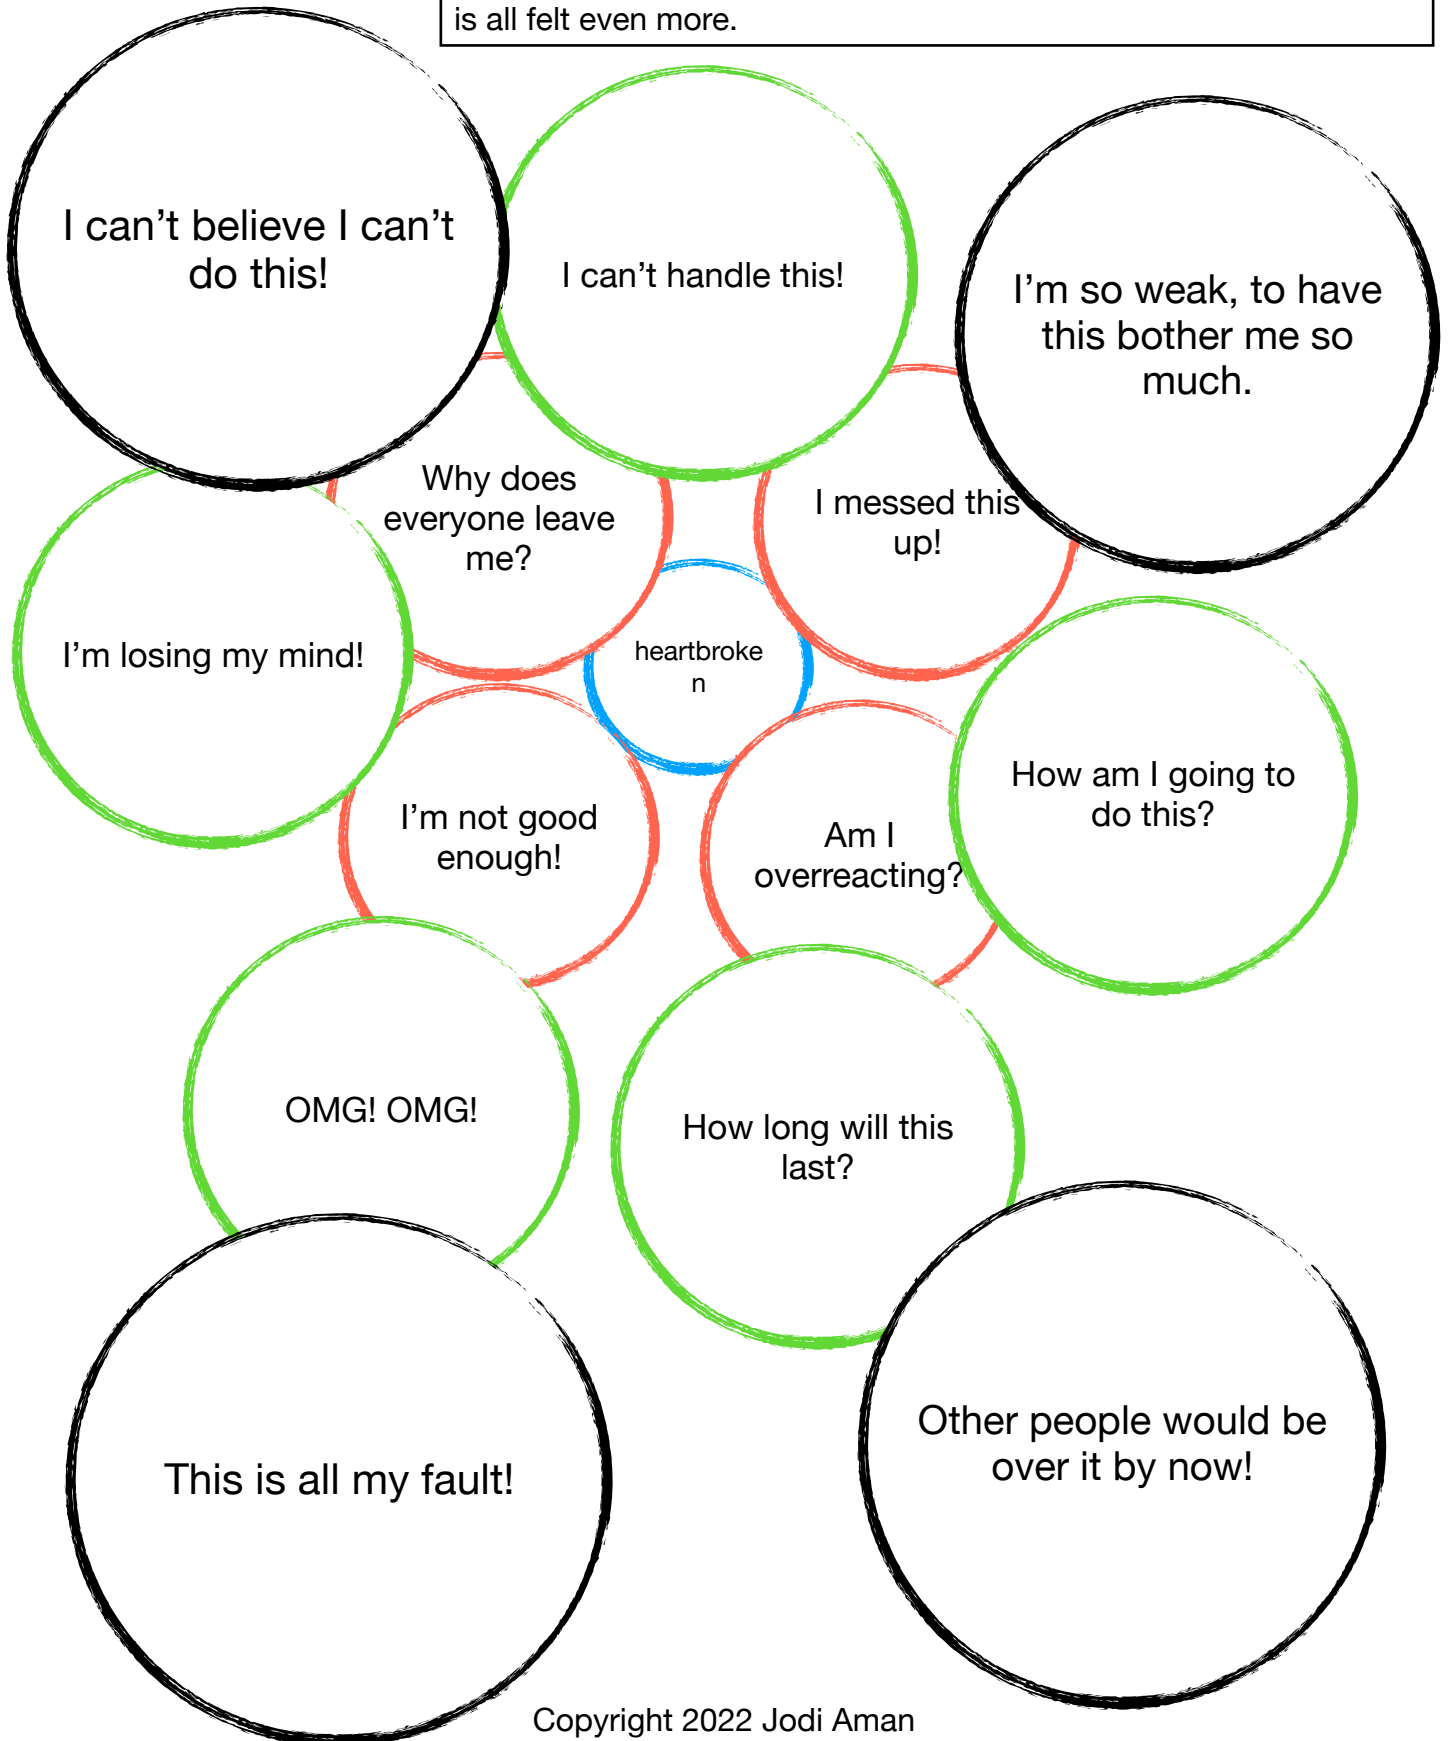 is all felt even more.
I can’t believe I can’t
do this!
I can’t handle this!
I’m so weak, to have
this bother me so
much.
Why does
everyone leave
me?
I messed this
up!
I’m losing my mind!
heartbroke
n
How am I going to
do this?
I’m not good
enough!
Am I
overreacting?
OMG! OMG!
How long will this
last?
Other people would be
over it by now!
This is all my fault!
Copyright 2022 Jodi Aman